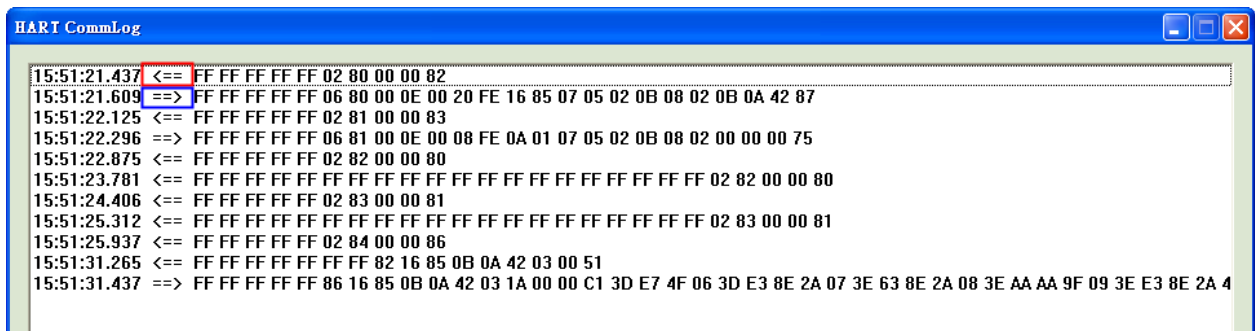 HART CommLog
15:51:21.437 <== FF FF FF FF FF 02 80 00 00 82
15:51:21.609 ==> FF FF FF FF FF 06 80 00 0E 00 20 FE 16 85 07 05 02 0B 08 02 0B 0A 42 87
15:51:22.125 <== FF FF FF FF FF 02 81 00 00 83
15:51:22.296 ==> FF FF FF FF FF 06 81 00 0E 00 08 FE 0A 01 07 05 02 0B 08 02 00 00 00 75
15:51:22.875 <== FF FF FF FF FF 02 82 00 00 80
15:51:23.781 <== FF FF FF FF FF FF FF FF FF FF FF FF FF FF FF FF FF FF FF FF 02 82 00 00 80
15:51:24.406 <== FF FF FF FF FF 02 83 00 00 81
15:51:25.312 <== FF FF FF FF FF FF FF FF FF FF FF FF FF FF FF FF FF FF FF FF 02 83 00 00 81
15:51:25.937 <== FF FF FF FF FF 02 84 00 00 86
15:51:31.265 <== FF FF FF FF FF FF FF 82 16 85 0B 0A 42 03 00 51
15:51:31.437 ==> FF FF FF FF FF 86 16 85 0B 0A 42 03 1A 00 00 C1 3D E7 4F 06 3D E3 8E 2A 07 3E 63 8E 2A 08 3E AA AA 9F 09 3E E3 8E 2A 4